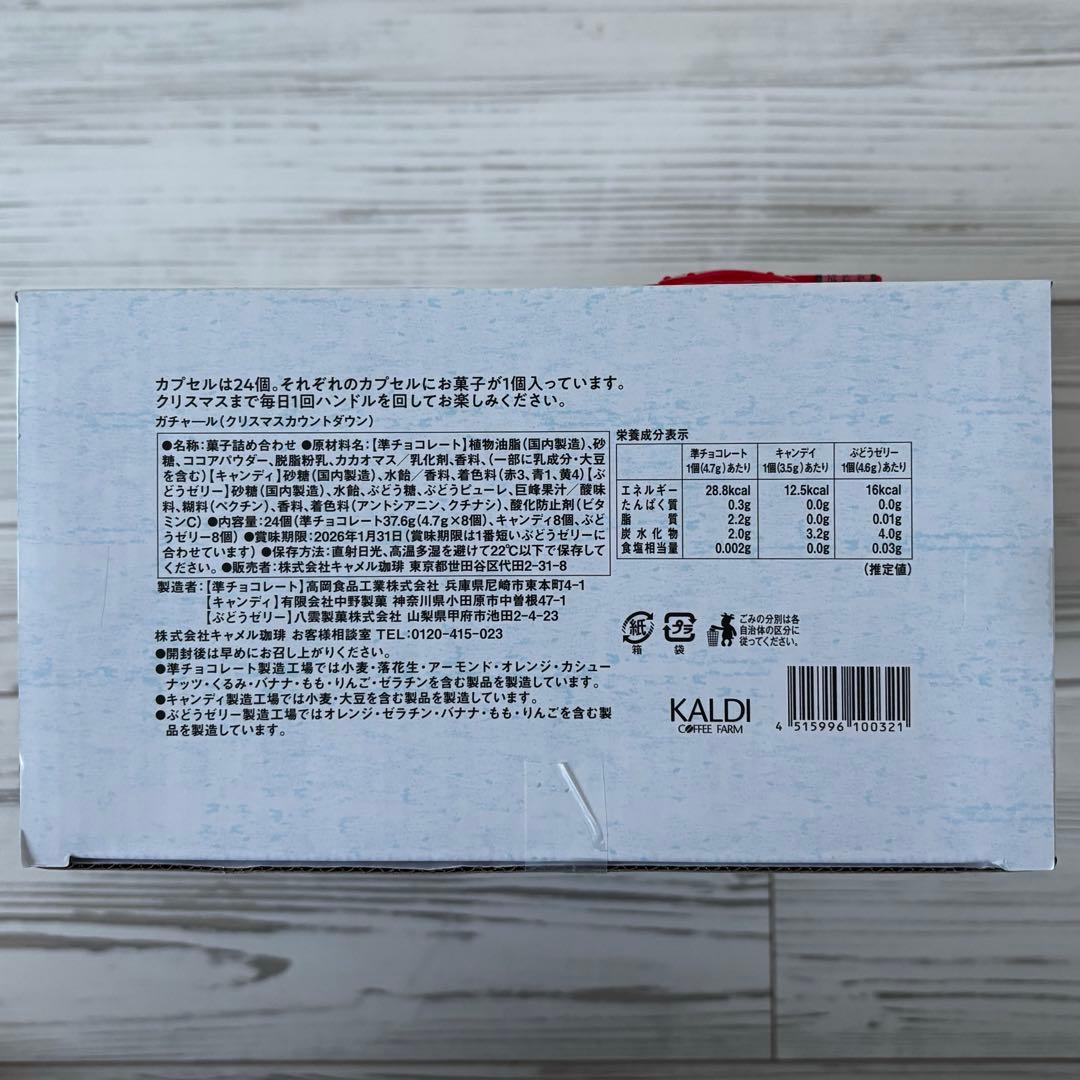 カプセルは24個。それぞれのカプセルにお菓子が1個入っています。
クリスマスまで毎日1回ハンドルを回してお楽しみください。
ガチャール(クリスマスカウントダウン)
●名称:菓子詰め合わせ ●原材料名:【準チョコレート】植物油脂(国内製造)、砂
糖、ココアパウダー、脱脂粉乳、カカオマス/乳化剤、香料、(一部に乳成分・大豆
を含む)【キャンディ】砂糖(国内製造)、水飴/香料、着色料(赤3、青1、黄4)【ぶ
どうゼリー】砂糖(国内製造)、水飴、ぶどう糖、ぶどうピューレ、巨峰果汁/酸味
料、糊料(ペクチン)、香料、着色料(アントシアニン、クチナシ)、酸化防止剤(ビタ
ミンC) ●内容量:24個(準チョコレート37.6g(4.7g×8個)、キャンディ8個、ぶど
うゼリー8個) ●賞味期限:2026年1月31日(賞味期限は1番短いぶどうゼリーに
合わせています) ●保存方法:直射日光、高温多湿を避けて22℃以下で保存して
ください。●販売者:株式会社キャメル珈琲 東京都世田谷区代田2-31-8
製造者:【準チョコレート】高岡食品工業株式会社 兵庫県尼崎市東本町4-1
【キャンディ】有限会社中野製菓 神奈川県小田原市中曽根47-1
【ぶどうゼリー】八雲製菓株式会社 山梨県甲府市池田2-4-23
株式会社キャメル珈琲 お客様相談室 TEL:0120-415-023
●開封後は早めにお召し上がりください。
●準チョコレート製造工場では小麦・落花生・アーモンド・オレンジ・カシュー
ナッツ・くるみ・バナナ・もも・りんご・ゼラチンを含む製品を製造しています。
●キャンディ製造工場では小麦・大豆を含む製品を製造しています。
●ぶどうゼリー製造工場ではオレンジ・ゼラチン・バナナ・もも・りんごを含む製
品を製造しています。
栄養成分表示
準チョコレート キャンディ ぶどうゼリー
1個(4.7g)あたり 1個(3.5g)あたり 1個(4.6g)あたり
エネルギー 28.8kcal 12.5kcal 16kcal
たんぱく質 0.3g 0.0g 0.0g
脂質 2.2g 0.0g 0.01g
炭水化物 2.0g 3.2g 4.0g
食塩相当量 0.002g 0.0g 0.03g
(推定値)
紙 プラ
箱 袋
ごみの分別は各
自治体の区分に
従ってください。
KALDI
COFFEE FARM
4 515996 100321